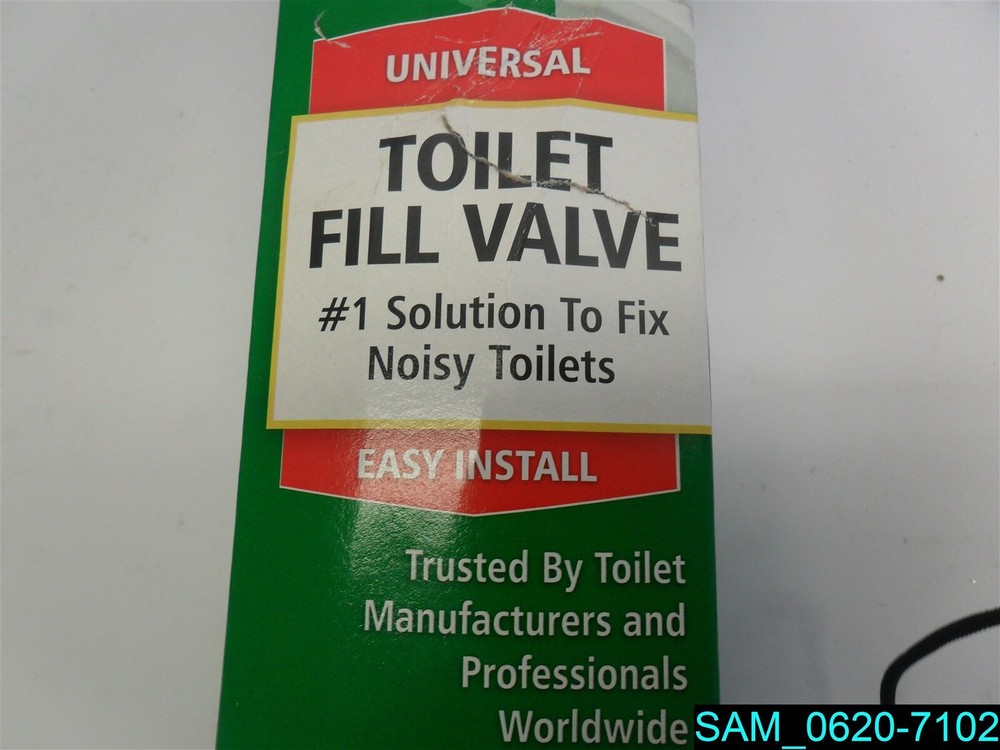 UNIVERSAL
TOILET
FILL VALVE
#1 Solution To Fix
Noisy Toilets
EASY INSTALL
Trusted By Toilet
Manufacturers and
Professionals
Worldwide
SAM_0620-7102